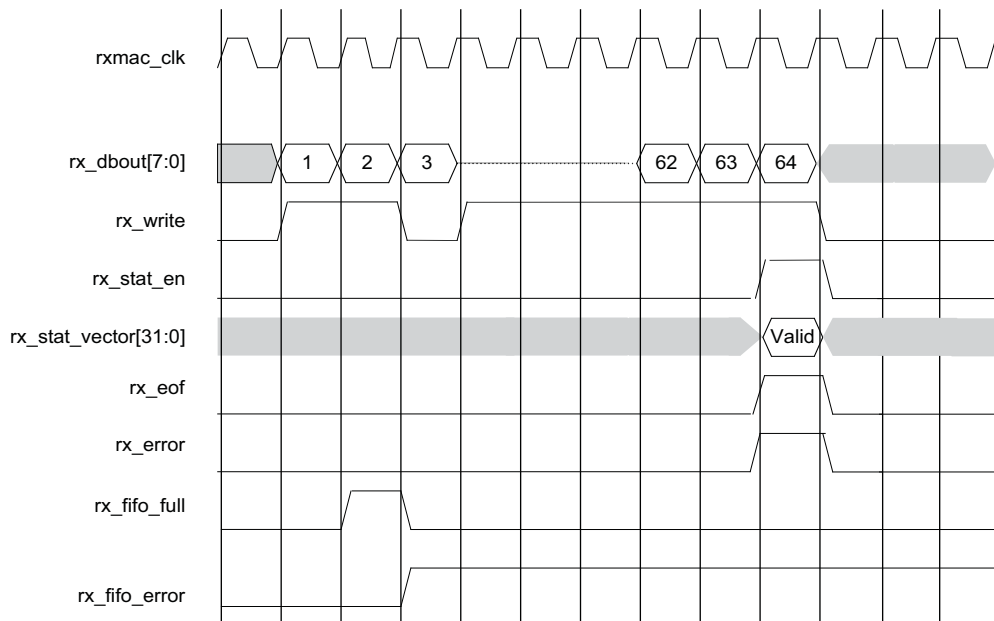 rxmac_clk
rx_dbout[7:0] 1 2 3 62 63 64
rx_write
rx_stat_en
rx_stat_vector[31:0] Valid
rx_eof
rx_error
rx_fifo_full
rx_fifo_error